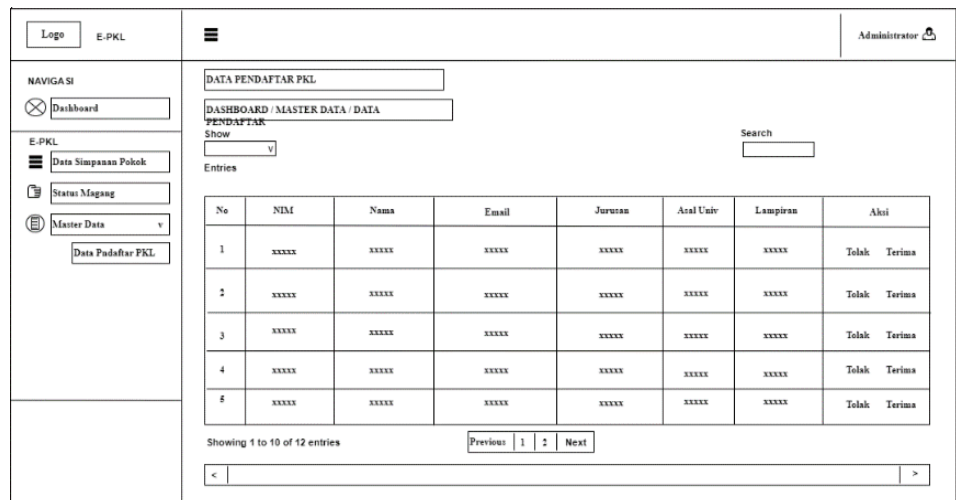 Logo
E-PKL
Administrator
NAVIGASI
Dashboard
E-PKL
Data Simpanan Pokok
Status Magang
Master Data v
Data Pndaftar PKL
DATA PENDAFTAR PKL
DASHBOARD / MASTER DATA / DATA
PENDAFTAR
Show
v
Entries
Search
No NIM Nama Email Jurusan Asal Univ Lampiran Aksi
1 xxxxx xxxxx xxxxx xxxxx xxxxx xxxxx Tolak Terima
2 xxxxx xxxxx xxxxx xxxxx xxxxx xxxxx Tolak Terima
3 xxxxx xxxxx xxxxx xxxxx xxxxx xxxxx Tolak Terima
4 xxxxx xxxxx xxxxx xxxxx xxxxx xxxxx Tolak Terima
5 xxxxx xxxxx xxxxx xxxxx xxxxx xxxxx Tolak Terima
Showing 1 to 10 of 12 entries
Previous 1 2 Next
< >